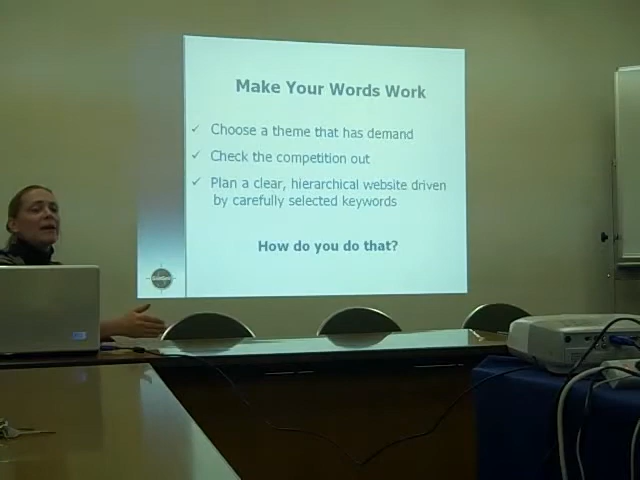 Make Your Words Work
✓ Choose a theme that has demand
✓ Check the competition out
✓ Plan a clear, hierarchical website driven
by carefully selected keywords
How do you do that?